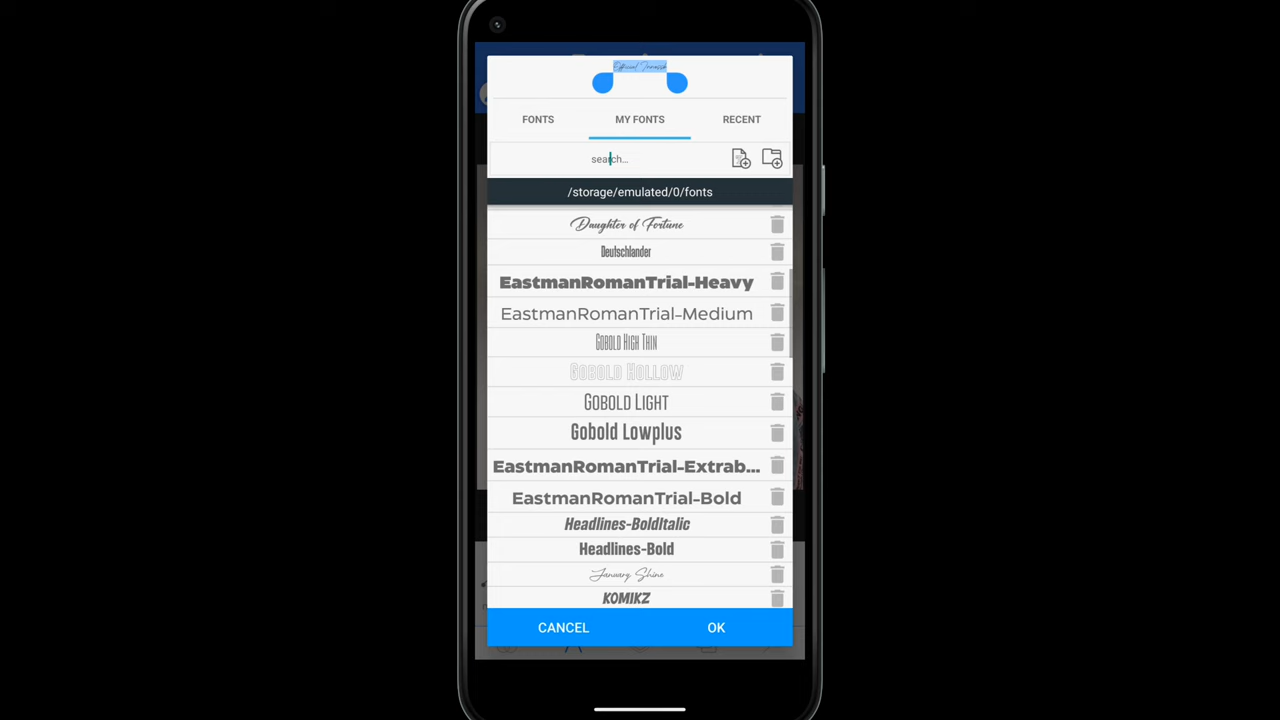 FONTS MY FONTS RECENT
search...
/storage/emulated/0/fonts
Daughter of Fortune
Deutschlander
EastmanRomanTrial-Heavy
EastmanRomanTrial-Medium
Gobold High Thin
Gobold Hollow
Gobold Light
Gobold Lowplus
EastmanRomanTrial-Extrab...
EastmanRomanTrial-Bold
Headlines-BoldItalic
Headlines-Bold
January Shine
KOMIKZ
CANCEL OK